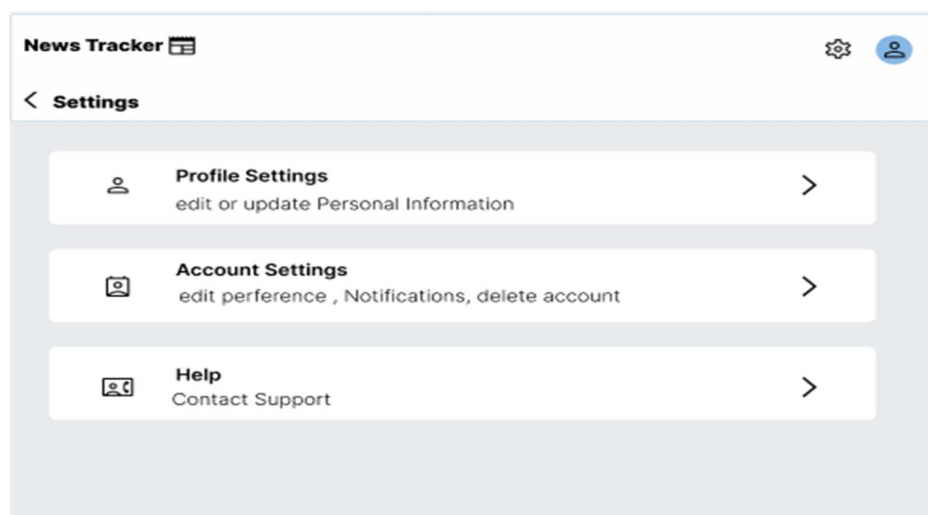 News Tracker
Settings
Profile Settings
edit or update Personal Information
Account Settings
edit perference , Notifications, delete account
Help
Contact Support